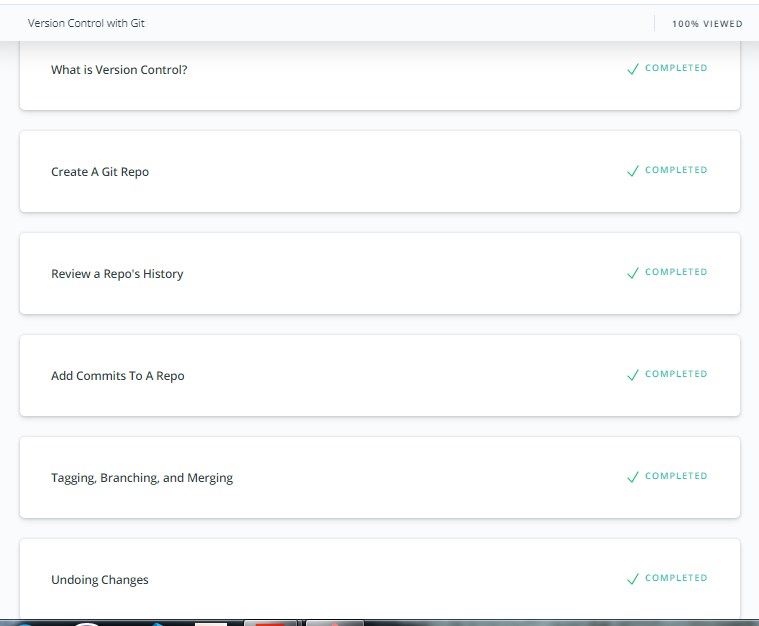 Version Control with Git
100% VIEWED
What is Version Control?
COMPLETED
Create A Git Repo
COMPLETED
Review a Repo's History
COMPLETED
Add Commits To A Repo
COMPLETED
Tagging, Branching, and Merging
COMPLETED
Undoing Changes
COMPLETED